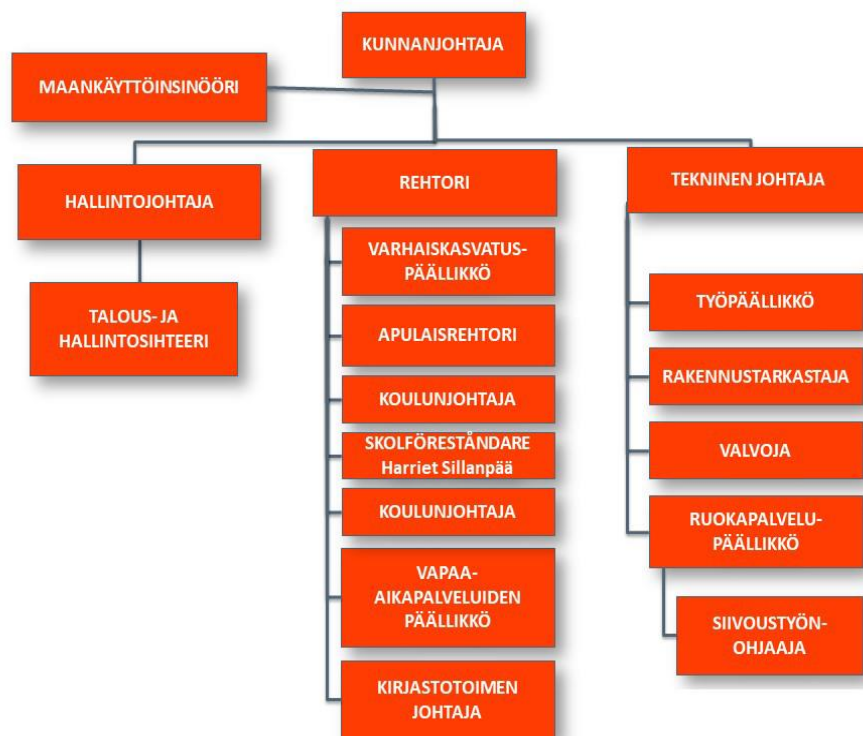 KUNNANJOHTAJA
MAANKÄYTTÖINSINÖÖRI
HALLINTOJOHTAJA
TALOUS- JA
HALLINTOSIHTEERI
REHTORI
VARHAISKASVATUS-
PÄÄLLIKKÖ
APULAISREHTORI
KOULUNJOHTAJA
SKOLFÖRESTÅNDARE
Harriet Sillanpää
KOULUNJOHTAJA
VAPAA-
AIKAPALVELUIDEN
PÄÄLLIKKÖ
KIRJASTOTOIMEN
JOHTAJA
TEKNINEN JOHTAJA
TYÖPÄÄLLIKKÖ
RAKENNUSTARKASTAJA
VALVOJA
RUOKAPALVELU-
PÄÄLLIKKÖ
SIIVOUSTYÖN-
OHJAAJA